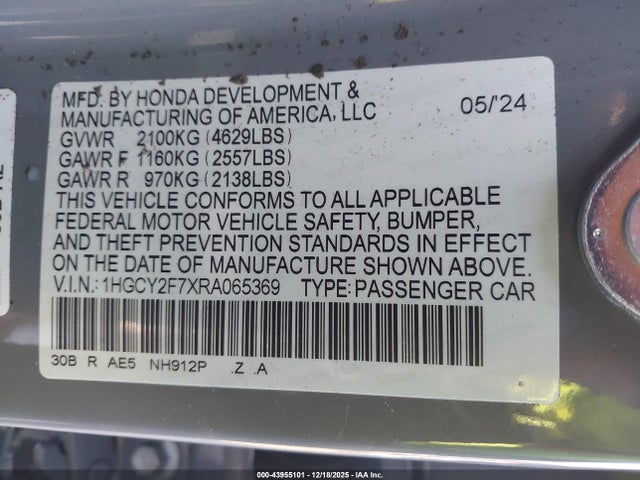 MFD. BY HONDA DEVELOPMENT &
MANUFACTURING OF AMERICA, LLC 05/'24
GVWR 2100KG (4629LBS)
GAWR F 1160KG (2557LBS)
GAWR R 970KG (2138LBS)
THIS VEHICLE CONFORMS TO ALL APPLICABLE
FEDERAL MOTOR VEHICLE SAFETY, BUMPER,
AND THEFT PREVENTION STANDARDS IN EFFECT
ON THE DATE OF MANUFACTURE SHOWN ABOVE.
V.I.N.: 1HGCY2F7XRA065369 TYPE: PASSENGER CAR
30B R AE5 NH912P .Z .A
000-43955101 - 12/18/2025 - IAA Inc.